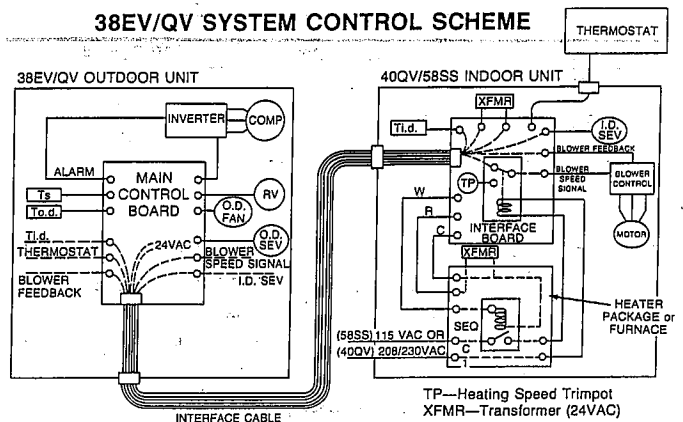 38EV/QV SYSTEM CONTROL SCHEME
THERMOSTAT
38EV/QV OUTDOOR UNIT
40QV/58SS INDOOR UNIT
INVERTER
COMP
ALARM
MAIN
CONTROL
BOARD
Ts
To.d.
RV
O.D.
FAN
O.D.
SEV
Ti.d.
THERMOSTAT
BLOWER
FEEDBACK
24VAC
BLOWER
SPEED SIGNAL
I.D. SEV
INTERFACE CABLE
XFMR
Ti.d.
I.D.
SEV
BLOWER FEEDBACK
BLOWER
SPEED
SIGNAL
BLOWER
CONTROL
MOTOR
TP
W
R
C
INTERFACE
BOARD
XFMR
SEQ
HEATER
PACKAGE or
FURNACE
(58SS) 115 VAC OR
(40QV) 208/230VAC
C
1
TP—Heating Speed Trimpot
XFMR—Transformer (24VAC)